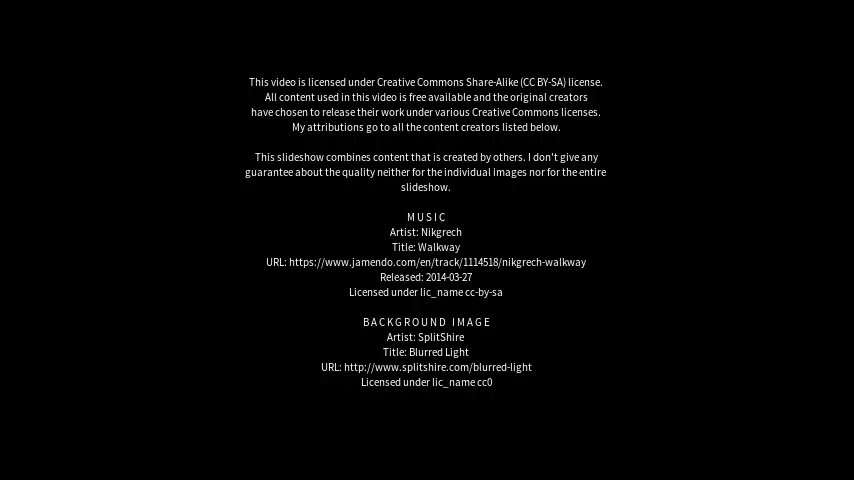 This video is licensed under Creative Commons Share-Alike (CC BY-SA) license.
All content used in this video is free available and the original creators
have chosen to release their work under various Creative Commons licenses.
My attributions go to all the content creators listed below.
This slideshow combines content that is created by others. I don't give any
guarantee about the quality neither for the individual images nor for the entire
slideshow.
MUSIC
Artist: Nikgrech
Title: Walkway
URL: https://www.jamendo.com/en/track/1114518/nikgrech-walkway
Released: 2014-03-27
Licensed under lic_name cc-by-sa
BACKGROUND IMAGE
Artist: SplitShire
Title: Blurred Light
URL: http://www.splitshire.com/blurred-light
Licensed under lic_name cc0